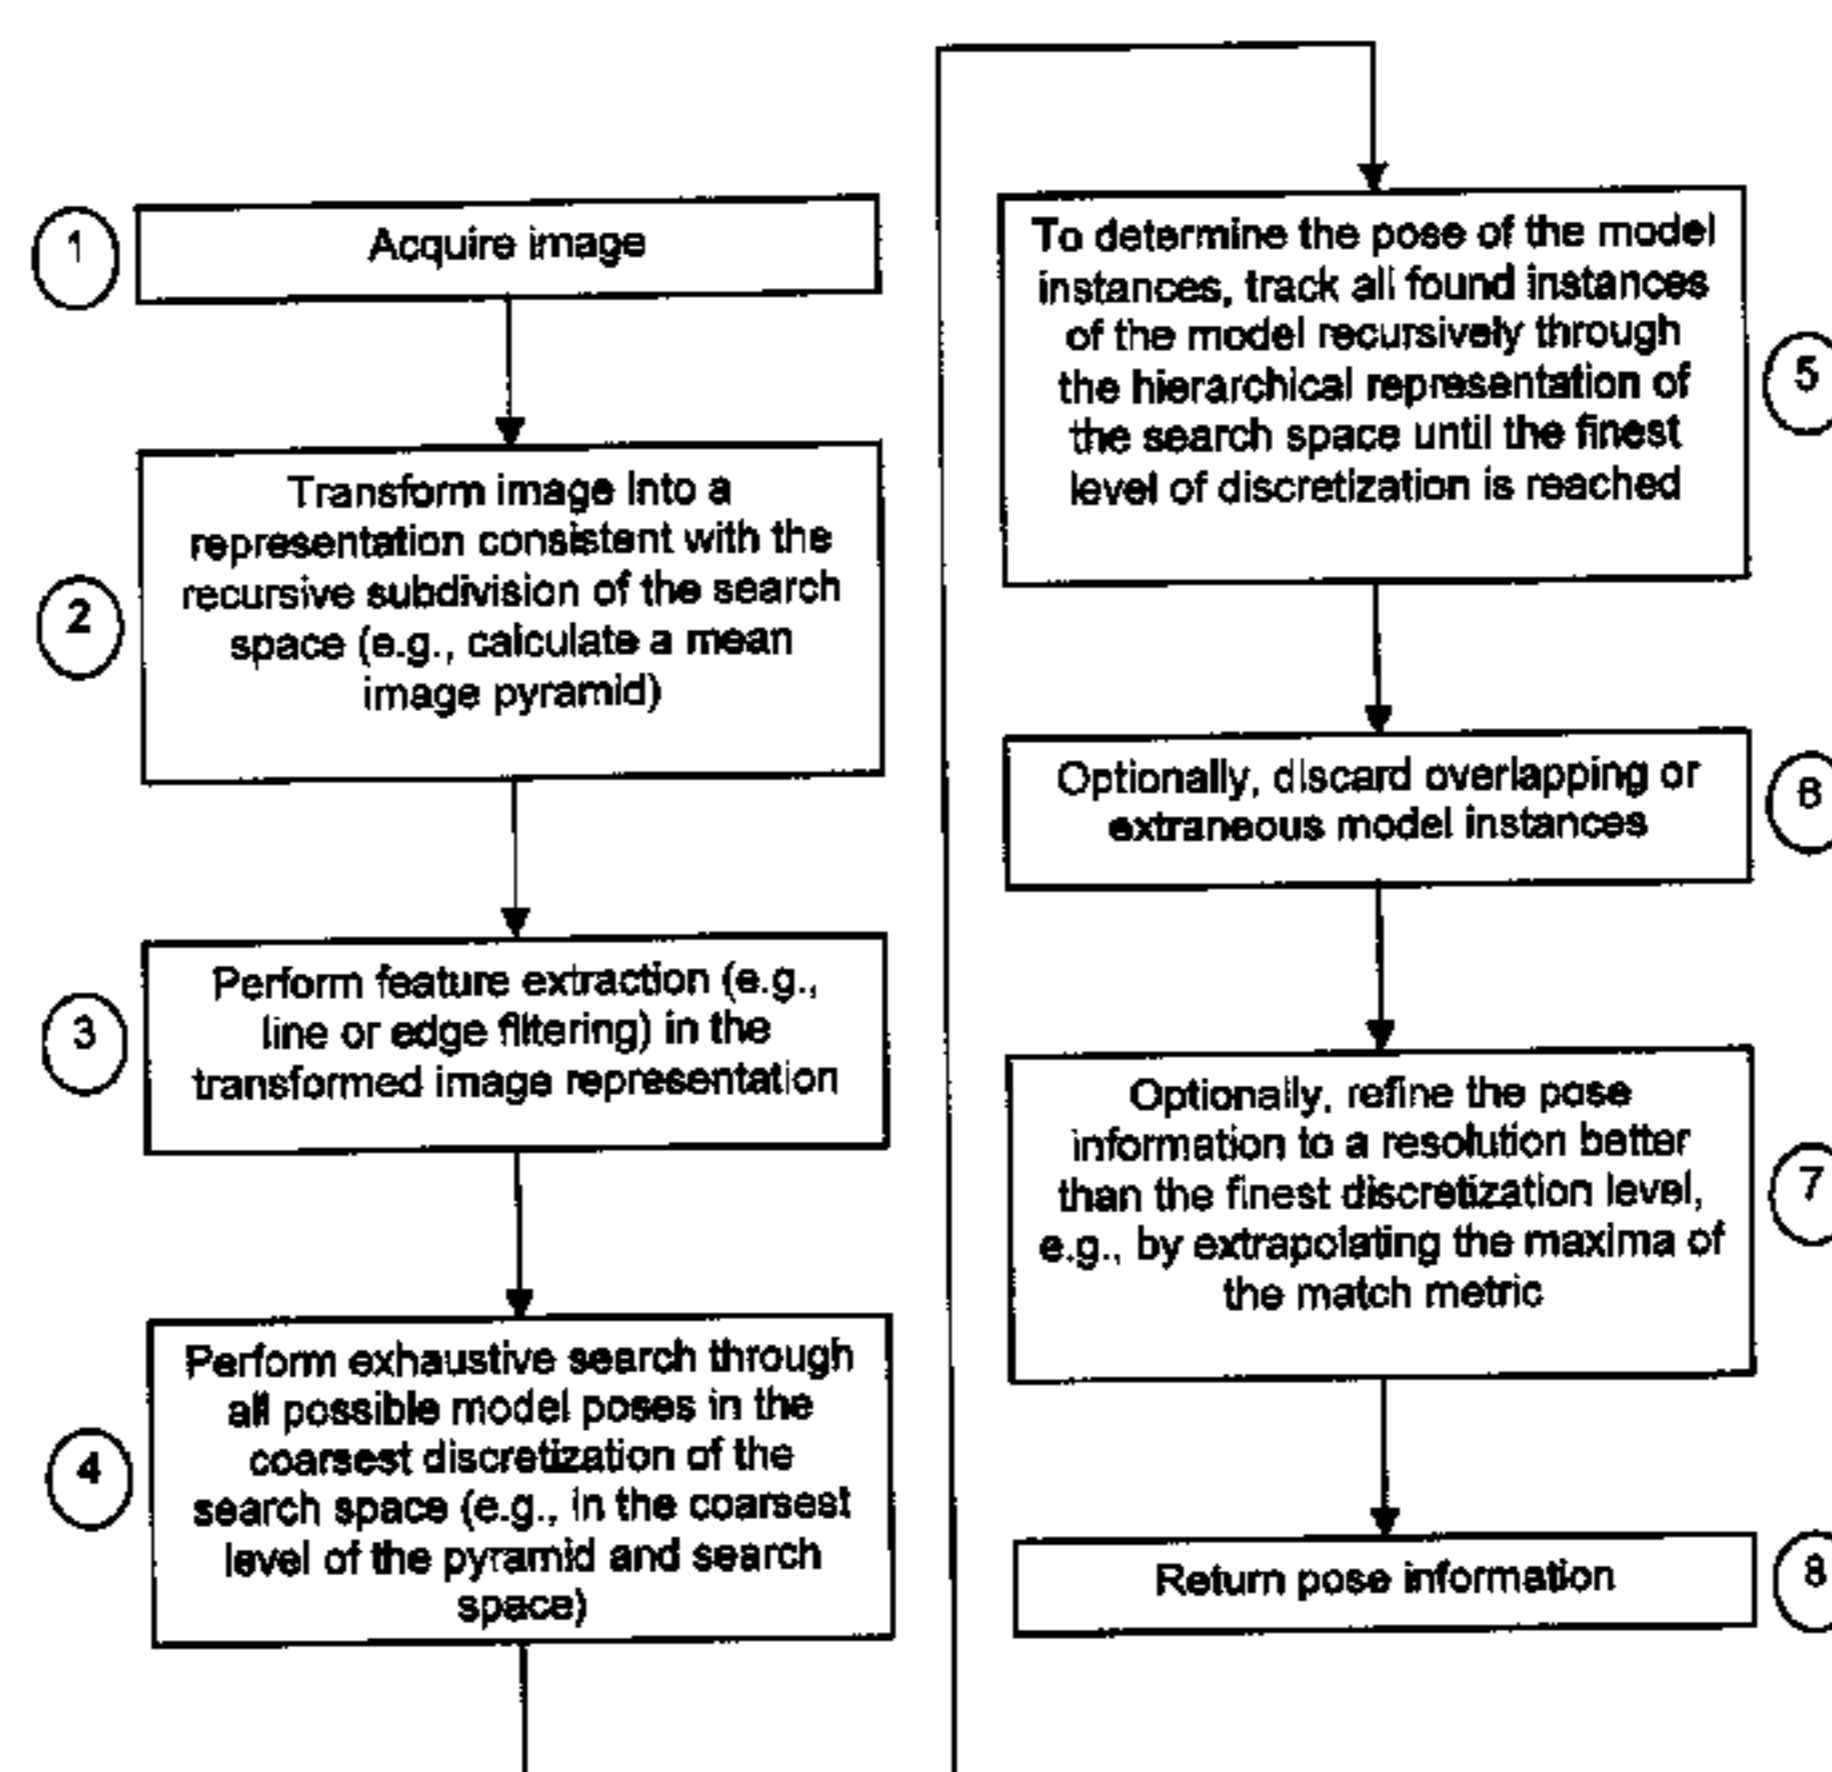 1
Acquire image
2
Transform image into a
representation consistent with the
recursive subdivision of the search
space (e.g., calculate a mean
image pyramid)
3
Perform feature extraction (e.g.,
line or edge filtering) in the
transformed image representation
4
Perform exhaustive search through
all possible model poses in the
coarsest discretization of the
search space (e.g., in the coarsest
level of the pyramid and search
space)
To determine the pose of the model
instances, track all found instances
of the model recursively through
the hierarchical representation of
the search space until the finest
level of discretization is reached
5
Optionally, discard overlapping or
extraneous model instances
6
Optionally, refine the pose
information to a resolution better
than the finest discretization level,
e.g., by extrapolating the maxima of
the match metric
7
Return pose information
8